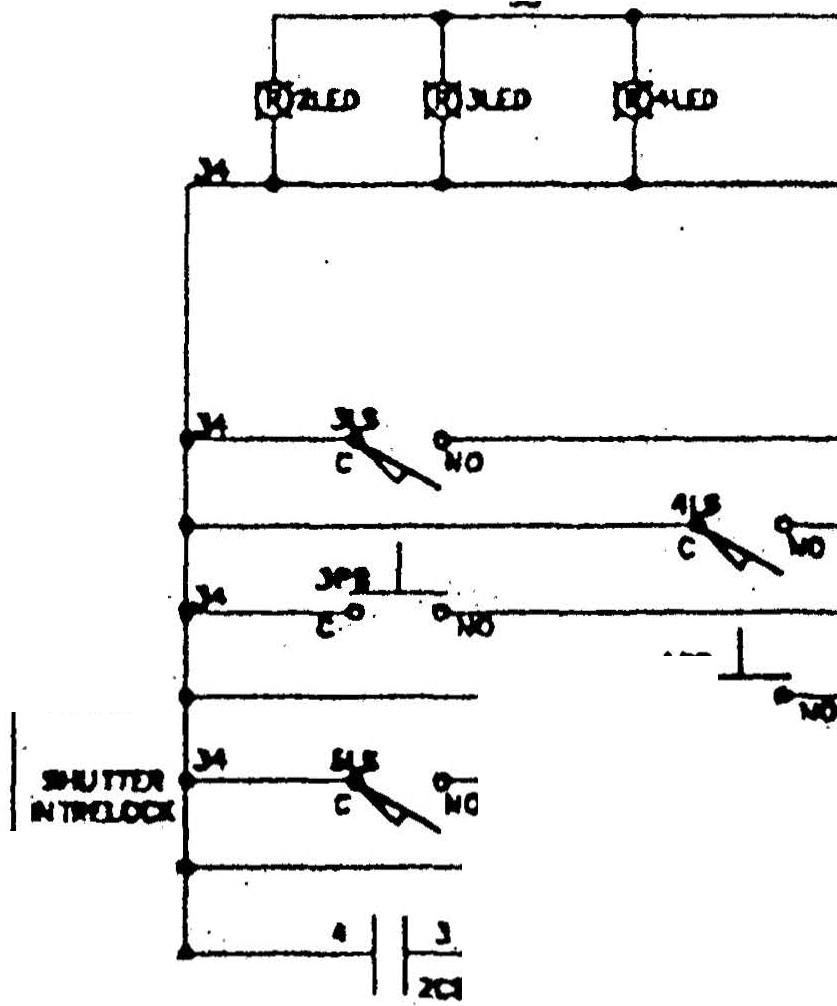 2LED
3LED
4LED
34
34
3LS
C
NO
4LS
C
NO
34
3PB
C
NO
NO
34
C
NO
SHUTTER
INTRELOCK
4
3